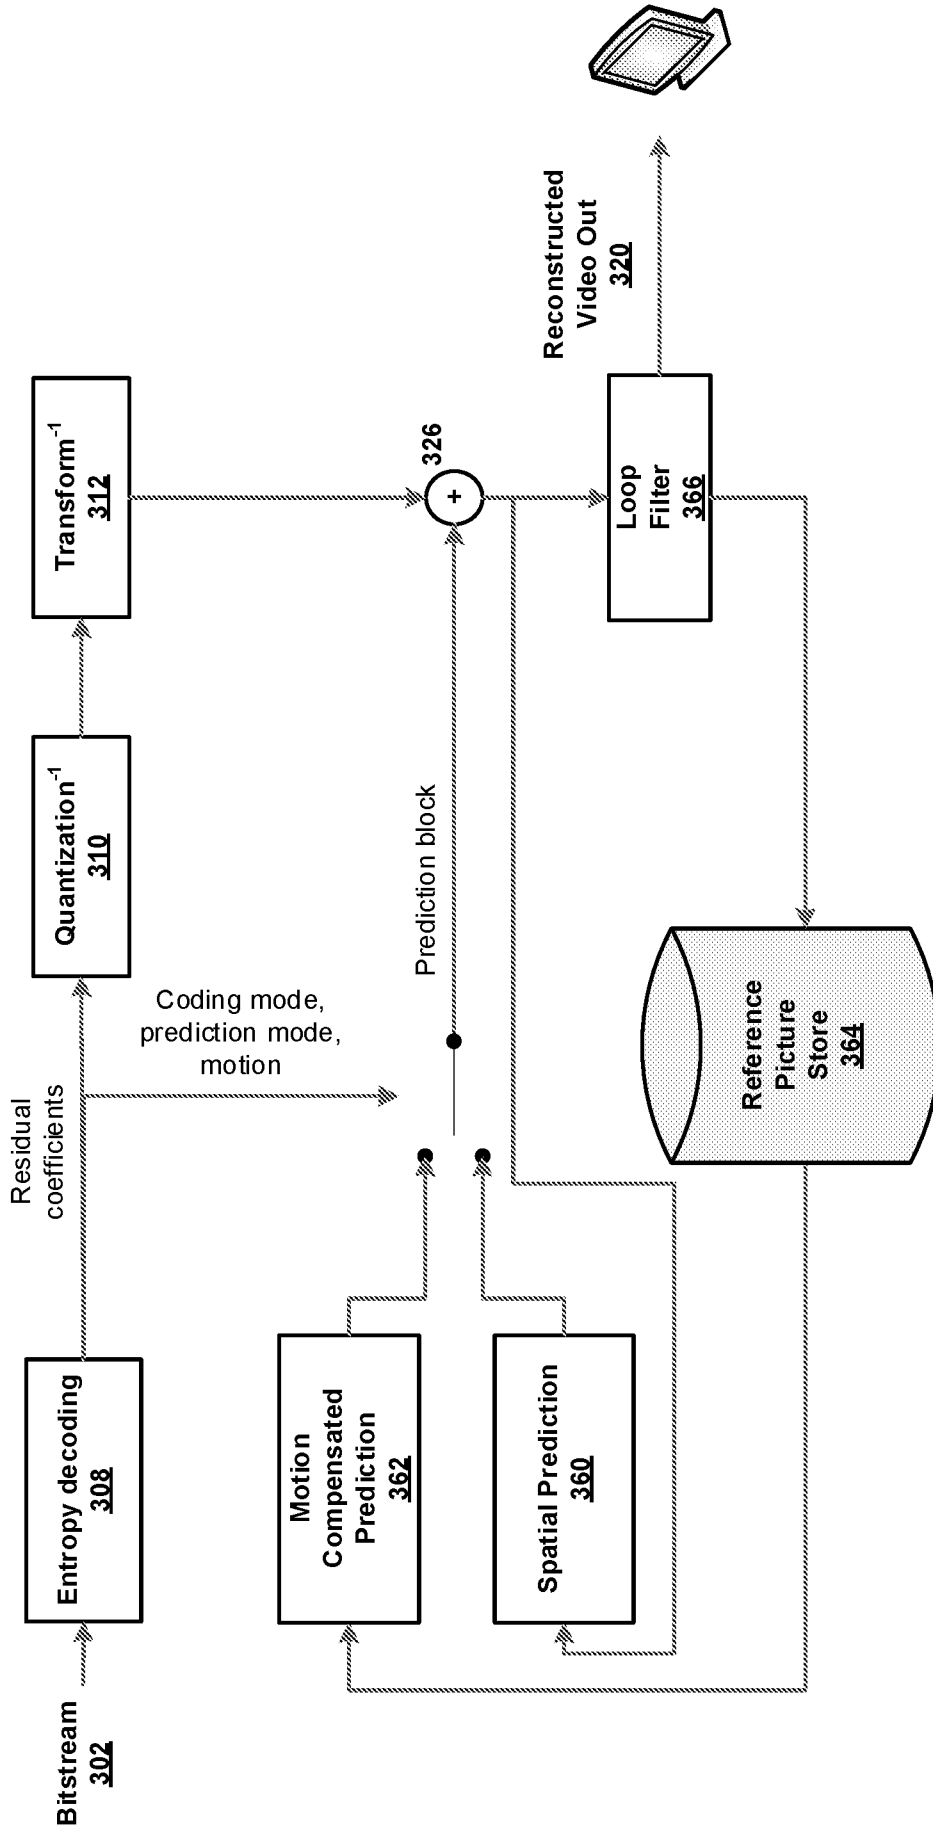 Bitstream
302
Entropy decoding
308
Residual
coefficients
Quantization-1
310
Transform-1
312
Coding mode,
prediction mode,
motion
Motion
Compensated
Prediction
362
Spatial Prediction
360
Prediction block
+
326
Loop
Filter
366
Reconstructed
Video Out
320
Reference
Picture
Store
364